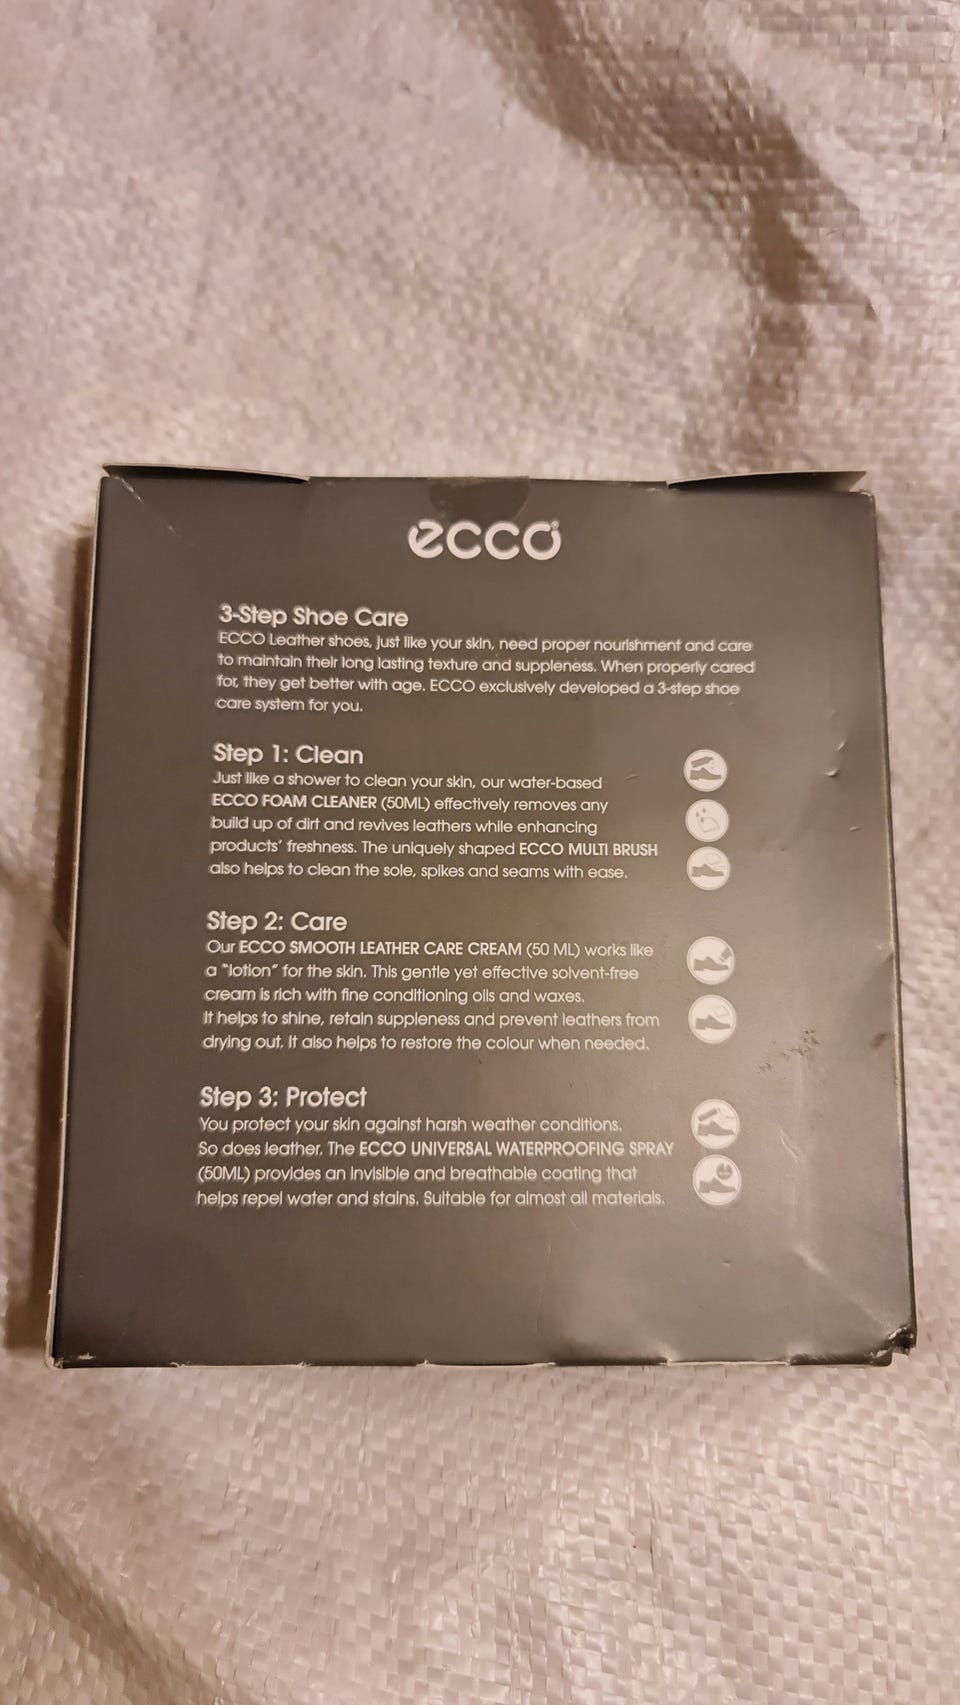 ecco
3-Step Shoe Care
ECCO Leather shoes, just like your skin, need proper nourishment and care
to maintain their long lasting texture and suppleness. When properly cared
for, they get better with age. ECCO exclusively developed a 3-step shoe
care system for you.
Step 1: Clean
Just like a shower to clean your skin, our water-based
ECCO FOAM CLEANER (50ML) effectively removes any
build up of dirt and revives leathers while enhancing
products' freshness. The uniquely shaped ECCO MULTI BRUSH
also helps to clean the sole, spikes and seams with ease.
Step 2: Care
Our ECCO SMOOTH LEATHER CARE CREAM (50 ML) works like
a "lotion" for the skin. This gentle yet effective solvent-free
cream is rich with fine conditioning oils and waxes.
It helps to shine, retain suppleness and prevent leathers from
drying out. It also helps to restore the colour when needed.
Step 3: Protect
You protect your skin against harsh weather conditions.
So does leather. The ECCO UNIVERSAL WATERPROOFING SPRAY
(50ML) provides an invisible and breathable coating that
helps repel water and stains. Suitable for almost all materials.